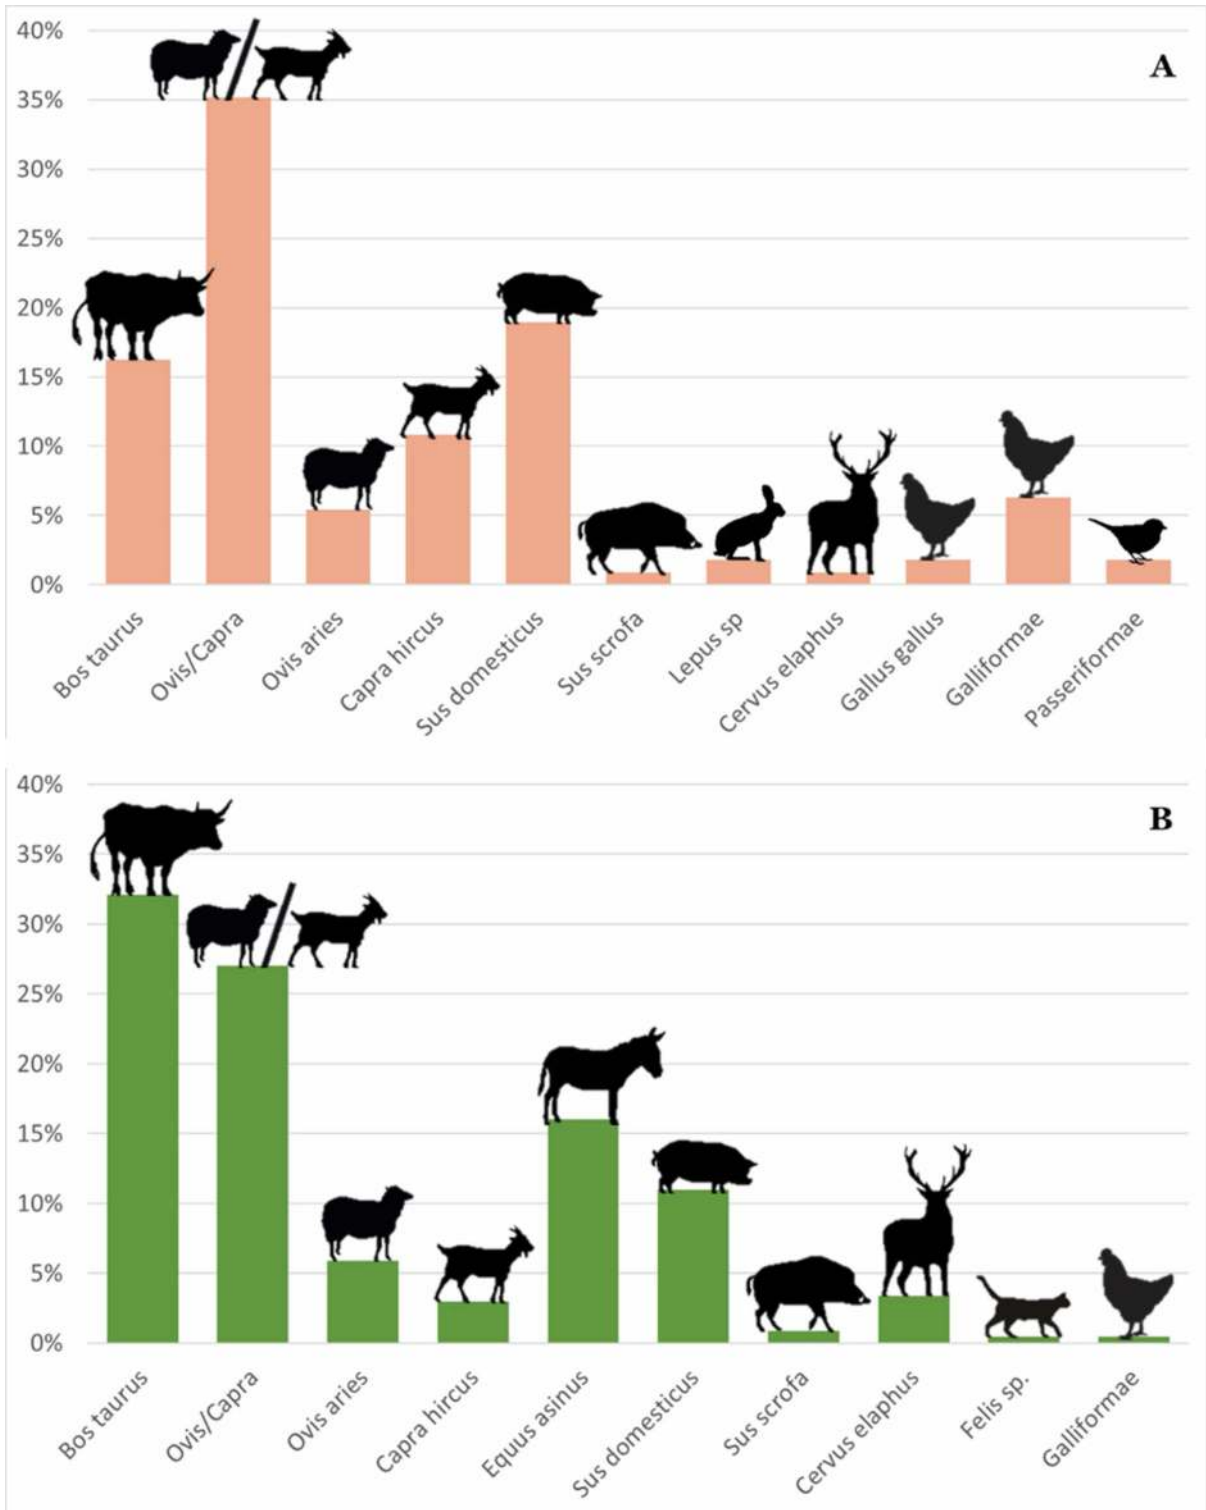 40%
A
35%
30%
25%
20%
15%
10%
5%
0%
Bos taurus
Ovis/Capra
Ovis aries
Capra hircus
Sus domesticus
Sus scrofa
Lepus sp
Cervus elaphus
Gallus gallus
Galliformae
Passeriformae
40%
B
35%
30%
25%
20%
15%
10%
5%
0%
Bos taurus
Ovis/Capra
Ovis aries
Capra hircus
Equus asinus
Sus domesticus
Sus scrofa
Cervus elaphus
Felis sp.
Galliformae